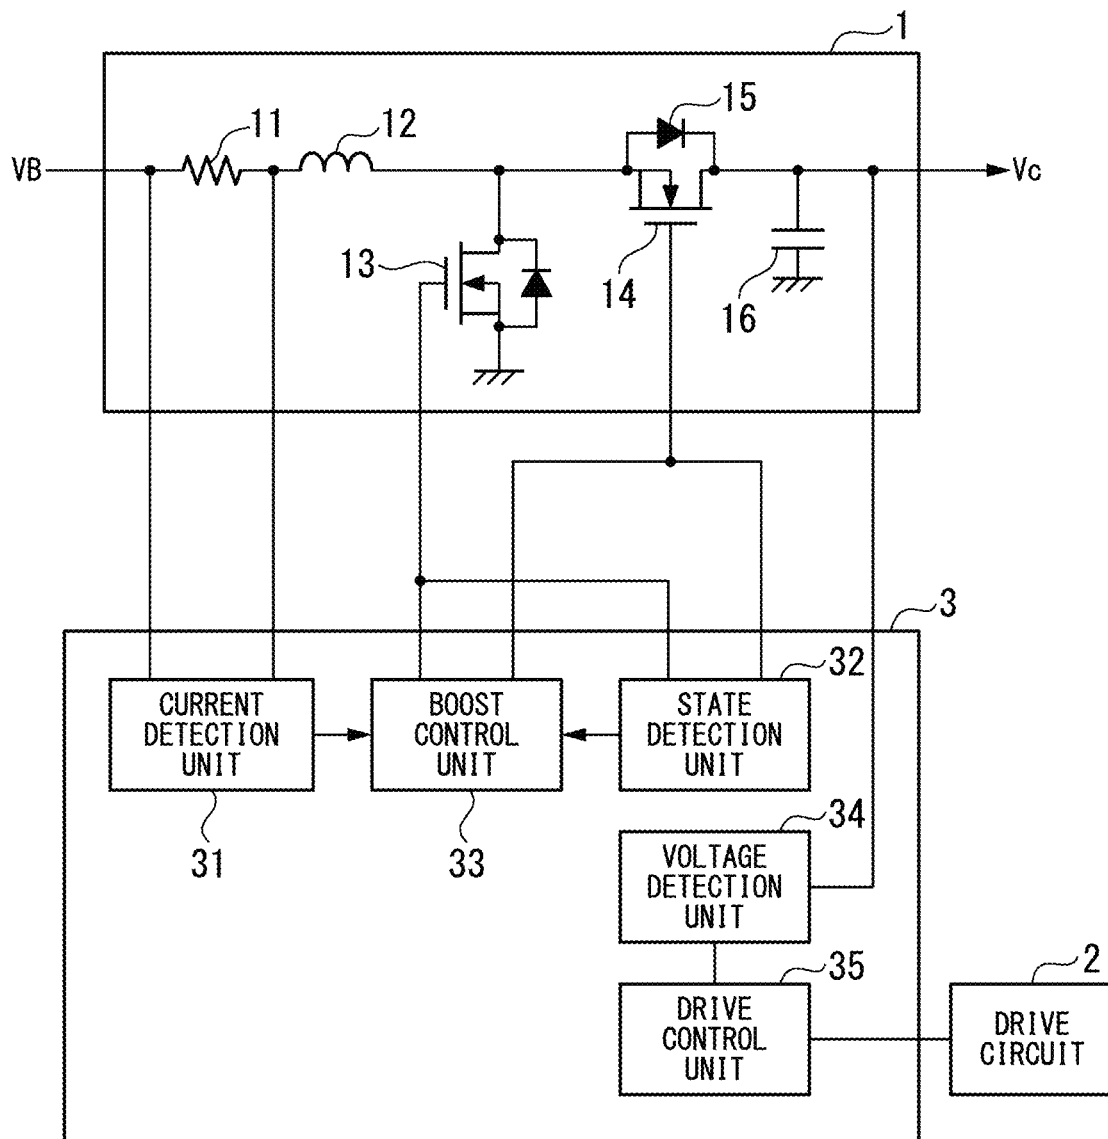 1
11
12
15
VB
Vc
13
14
16
3
32
CURRENT
DETECTION
UNIT
BOOST
CONTROL
UNIT
STATE
DETECTION
UNIT
31
33
34
VOLTAGE
DETECTION
UNIT
35
2
DRIVE
CONTROL
UNIT
DRIVE
CIRCUIT